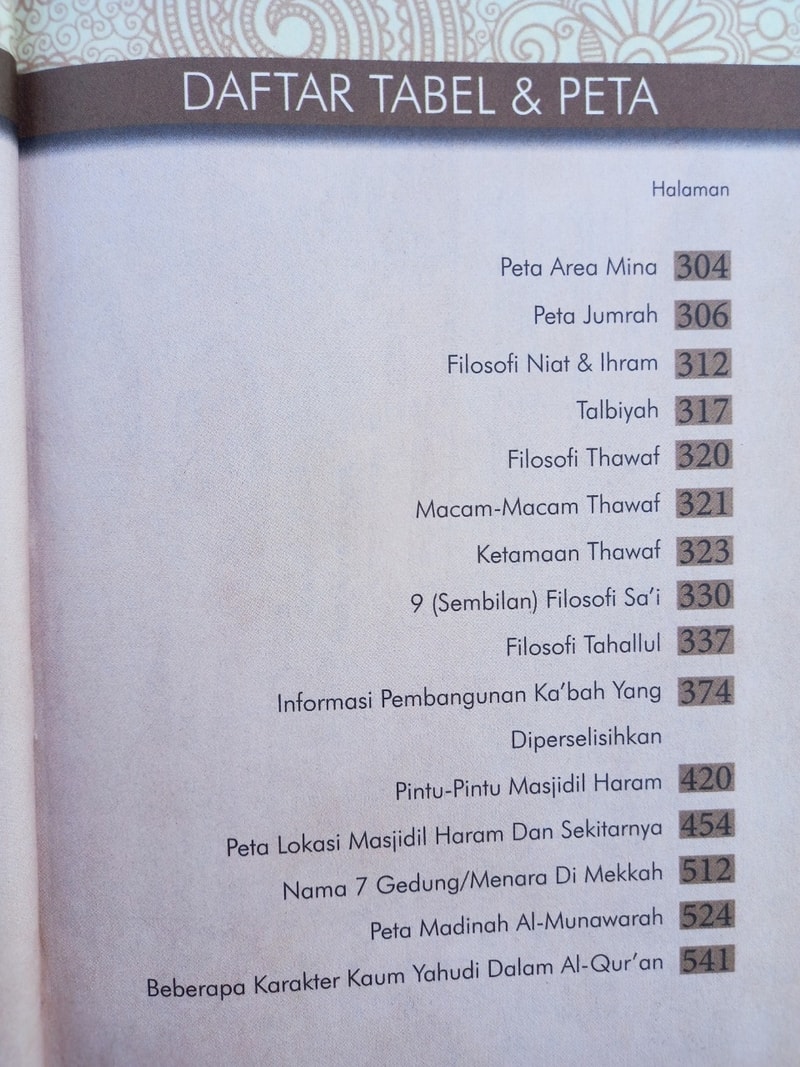 DAFTAR TABEL & PETA
Halaman
Peta Area Mina 304
Peta Jumrah 306
Filosofi Niat & Ihram 312
Talbiyah 317
Filosofi Thawaf 320
Macam-Macam Thawaf 321
Ketamaan Thawaf 323
9 (Sembilan) Filosofi Sa’i 330
Filosofi Tahallul 337
Informasi Pembangunan Ka’bah Yang 374
Diperselisihkan
Pintu-Pintu Masjidil Haram 420
Peta Lokasi Masjidil Haram Dan Sekitarnya 454
Nama 7 Gedung/Menara Di Mekkah 512
Peta Madinah Al-Munawarah 524
Beberapa Karakter Kaum Yahudi Dalam Al-Qur’an 541